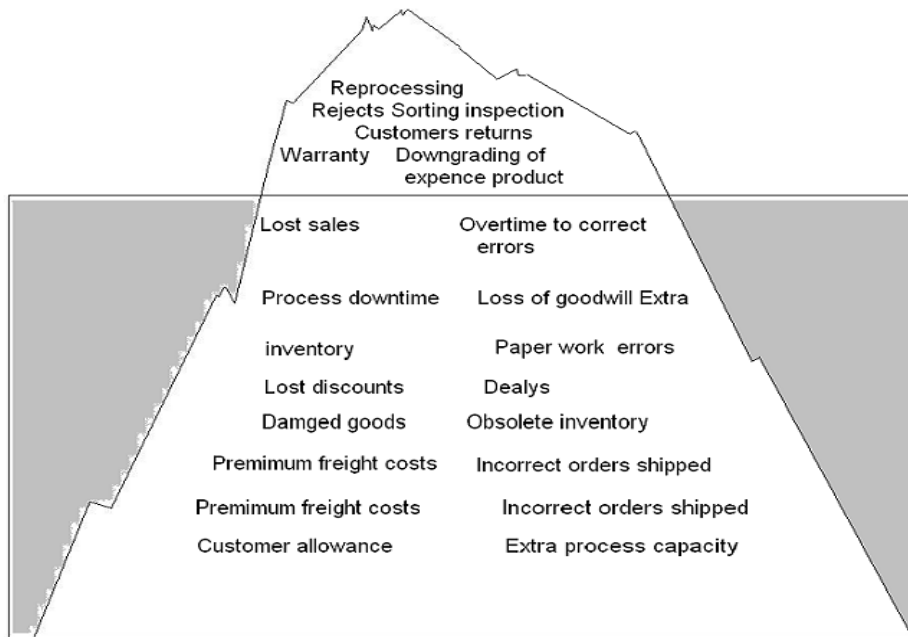 Reprocessing
Rejects Sorting inspection
Customers returns
Warranty Downgrading of
expence product
Lost sales Overtime to correct
errors
Process downtime Loss of goodwill Extra
inventory Paper work errors
Lost discounts Dealys
Damged goods Obsolete inventory
Premimum freight costs Incorrect orders shipped
Premimum freight costs Incorrect orders shipped
Customer allowance Extra process capacity